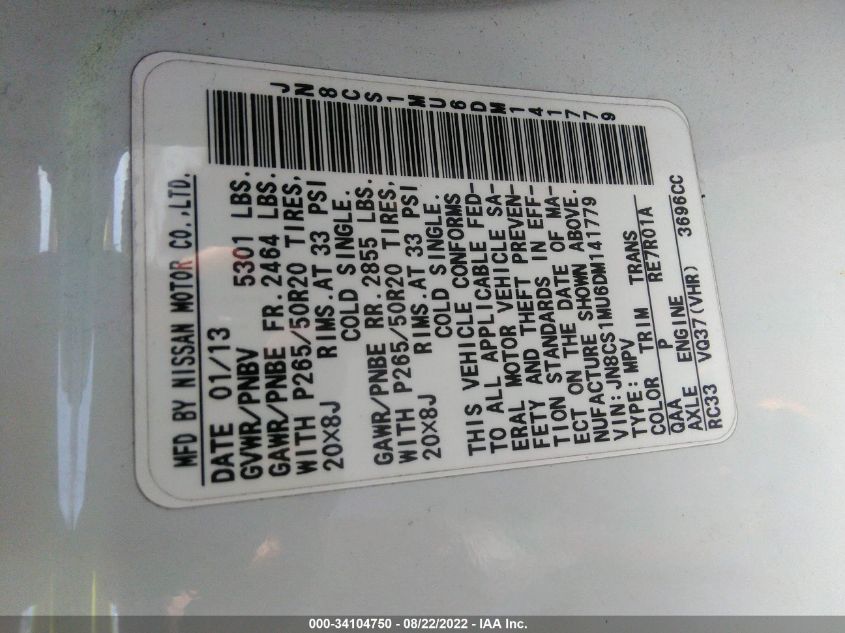 JN8CS1MU6DM141779
MFD BY NISSAN MOTOR CO.,LTD.
DATE 01/13
GVWR/PNBV 5301 LBS.
GAWR/PNBE FR. 2464 LBS.
WITH P265/50R20 TIRES,
20X8J RIMS.AT 33 PSI
COLD SINGLE.
GAWR/PNBE RR. 2855 LBS.
WITH P265/50R20 TIRES,
20X8J RIMS.AT 33 PSI
COLD SINGLE.
THIS VEHICLE CONFORMS
TO ALL APPLICABLE FED-
ERAL MOTOR VEHICLE SA-
FETY AND THEFT PREVEN-
TION STANDARDS IN EFF-
ECT ON THE DATE OF MA-
NUFACTURE SHOWN ABOVE.
VIN:JN8CS1MU6DM141779
TYPE: MPV
COLOR TRIM TRANS
QAA P RE7R01A
AXLE ENGINE
RC33 VQ37(VHR) 3696CC
000-34104750 - 08/22/2022 - IAA Inc.